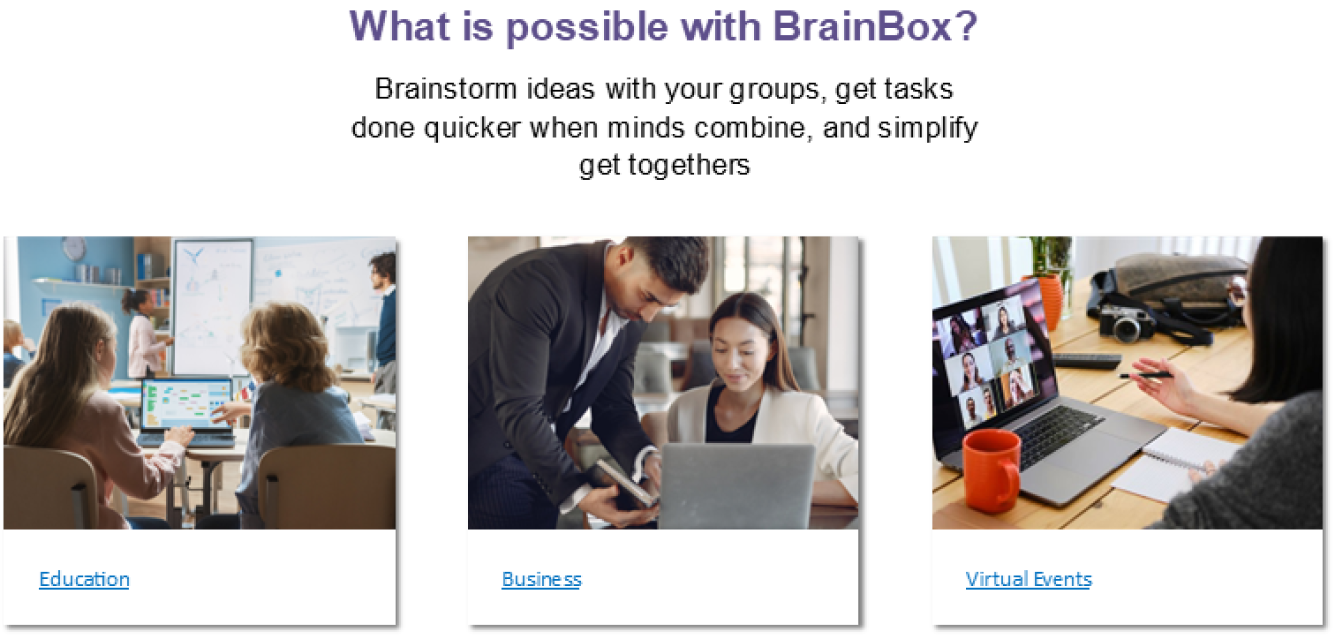 What is possible with BrainBox?
Brainstorm ideas with your groups, get tasks
done quicker when minds combine, and simplify
get togethers
Education
Business
Virtual Events